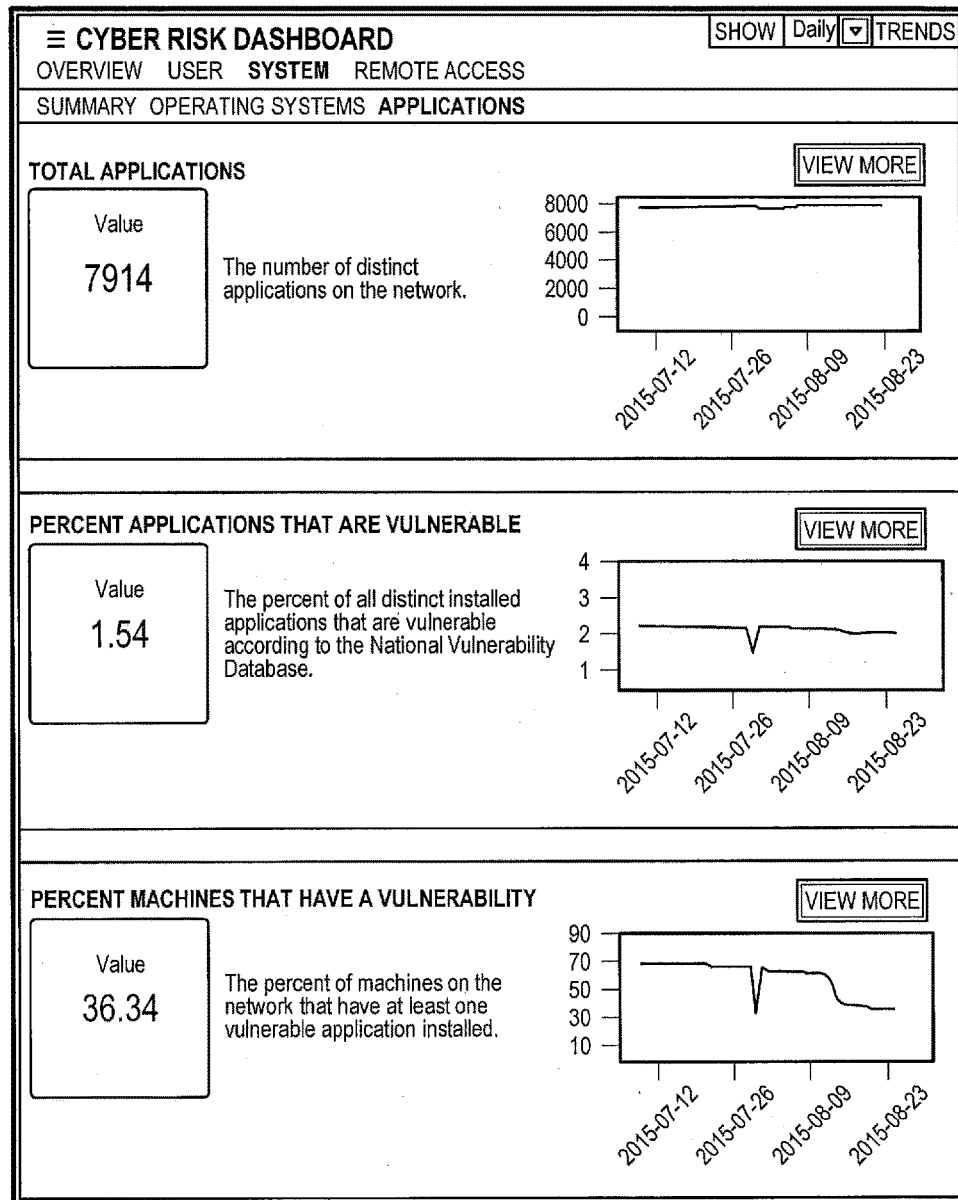 ≡ CYBER RISK DASHBOARD
SHOW Daily TRENDS
OVERVIEW USER SYSTEM REMOTE ACCESS
SUMMARY OPERATING SYSTEMS APPLICATIONS
TOTAL APPLICATIONS
VIEW MORE
Value
7914
The number of distinct
applications on the network.
8000
6000
4000
2000
0
2015-07-12
2015-07-26
2015-08-09
2015-08-23
PERCENT APPLICATIONS THAT ARE VULNERABLE
VIEW MORE
Value
1.54
The percent of all distinct installed
applications that are vulnerable
according to the National Vulnerability
Database.
4
3
2
1
2015-07-12
2015-07-26
2015-08-09
2015-08-23
PERCENT MACHINES THAT HAVE A VULNERABILITY
VIEW MORE
Value
36.34
The percent of machines on the
network that have at least one
vulnerable application installed.
90
70
50
30
10
2015-07-12
2015-07-26
2015-08-09
2015-08-23